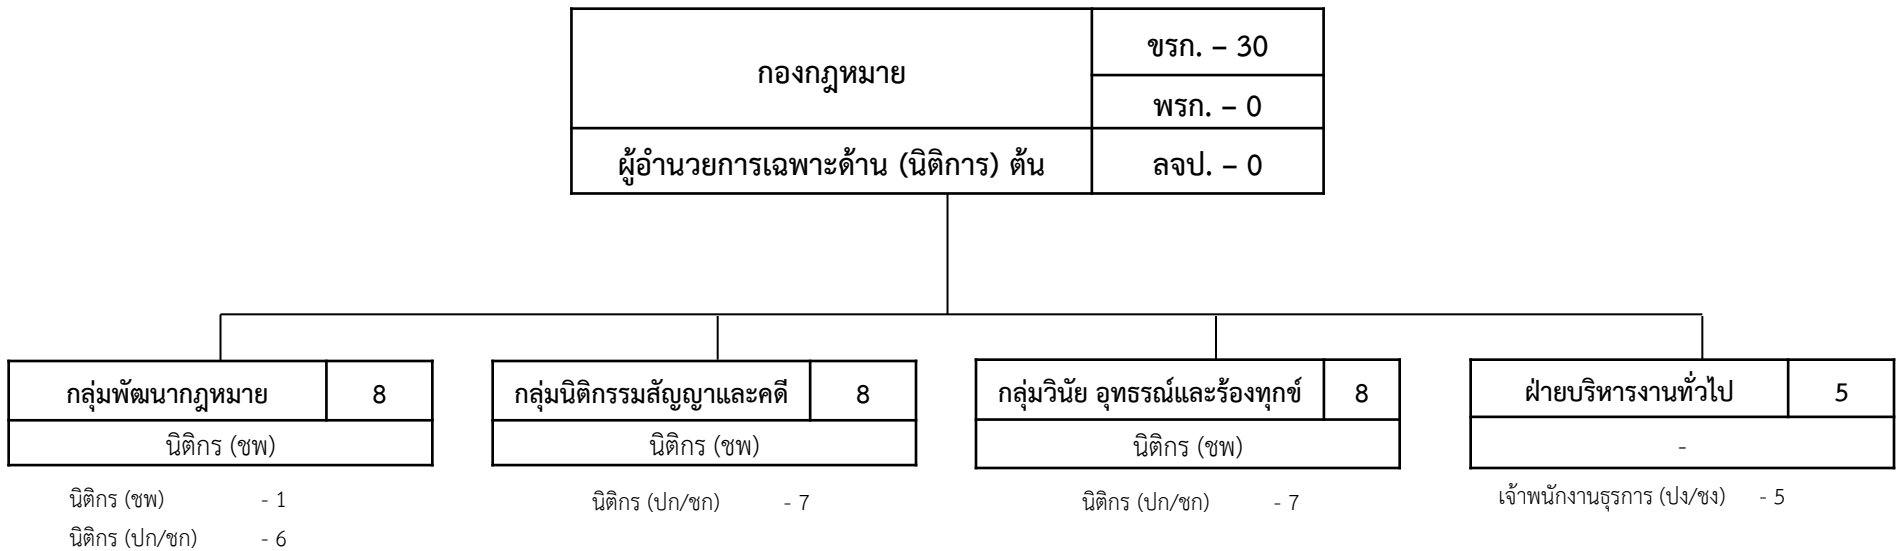 กองกฎหมาย
ขรก. – 30
พรก. – 0
ผู้อำนวยการเฉพาะด้าน (นิติการ) ต้น
ลจป. – 0
กลุ่มพัฒนากฎหมาย 8
นิติกร (ชพ)
นิติกร (ชพ) - 1
นิติกร (ปก/ชก) - 6
กลุ่มนิติกรรมสัญญาและคดี 8
นิติกร (ชพ)
นิติกร (ปก/ชก) - 7
กลุ่มวินัย อุทธรณ์และร้องทุกข์ 8
นิติกร (ชพ)
นิติกร (ปก/ชก) - 7
ฝ่ายบริหารงานทั่วไป 5
-
เจ้าพนักงานธุรการ (ปง/ชง) - 5